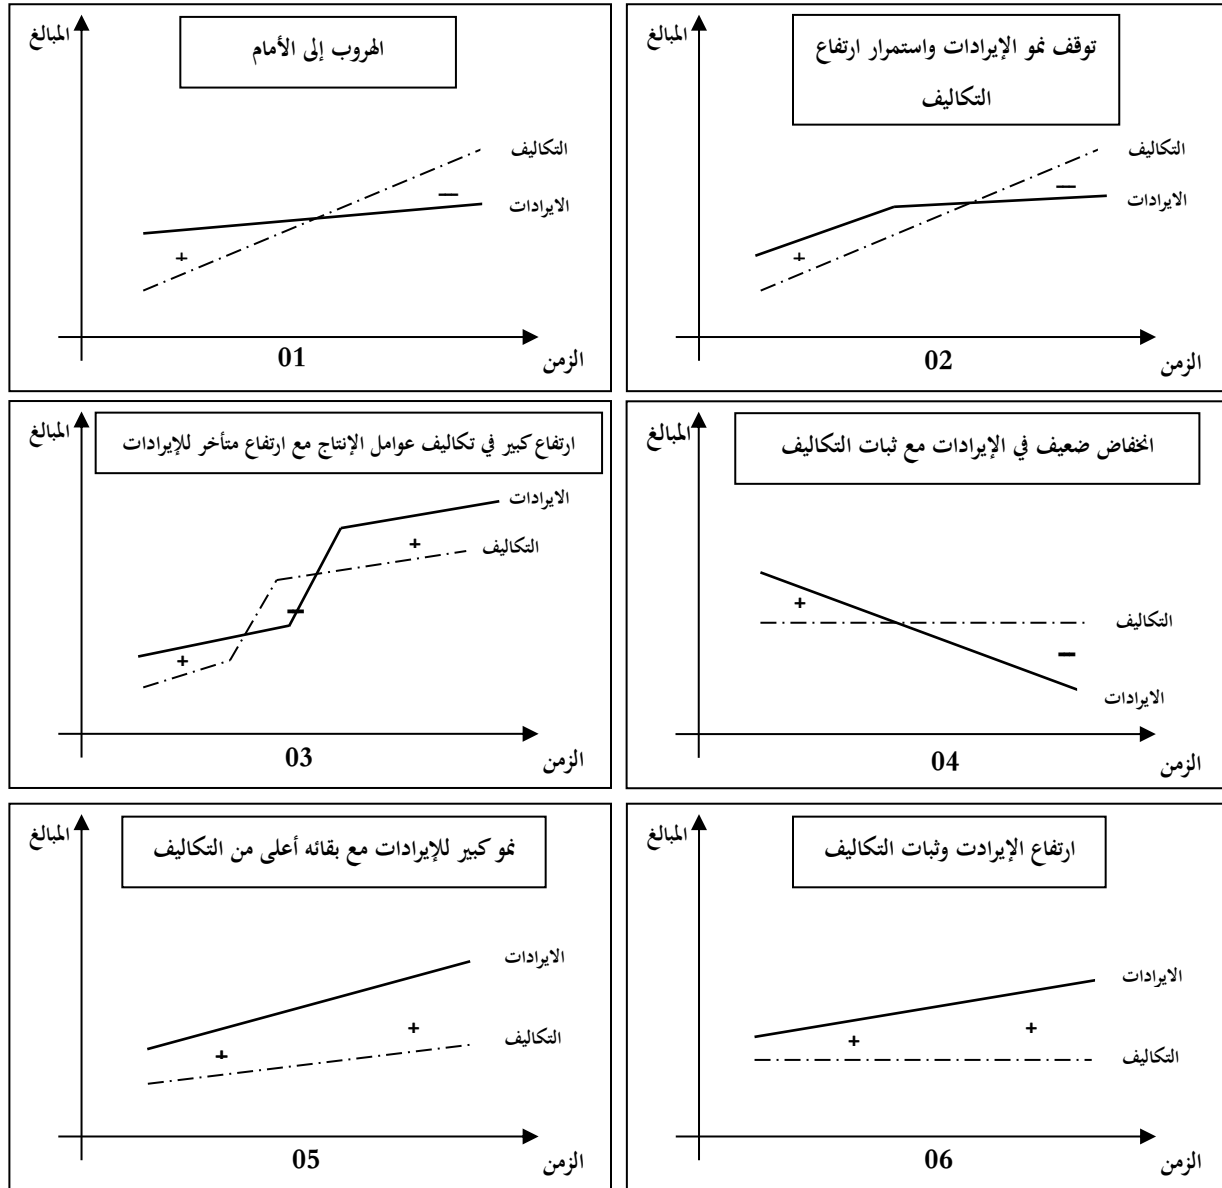 المبالغ
الهروب إلى الأمام
التكاليف
—
الايرادات
+
01
الزمن
المبالغ
توقف نمو الإيرادات واستمرار ارتفاع
التكاليف
التكاليف
—
الايرادات
+
02
الزمن
المبالغ
ارتفاع كبير في تكاليف عوامل الإنتاج مع ارتفاع متأخر للإيرادات
الايرادات
+
التكاليف
–
+
03
الزمن
المبالغ
انخفاض ضعيف في الإيرادات مع ثبات التكاليف
+
التكاليف
–
الايرادات
04
الزمن
المبالغ
نمو كبير للإيرادات مع بقائه أعلى من التكاليف
الايرادات
+
التكاليف
+
05
الزمن
المبالغ
ارتفاع الإيرادت وثبات التكاليف
الايرادات
+
+
التكاليف
06
الزمن